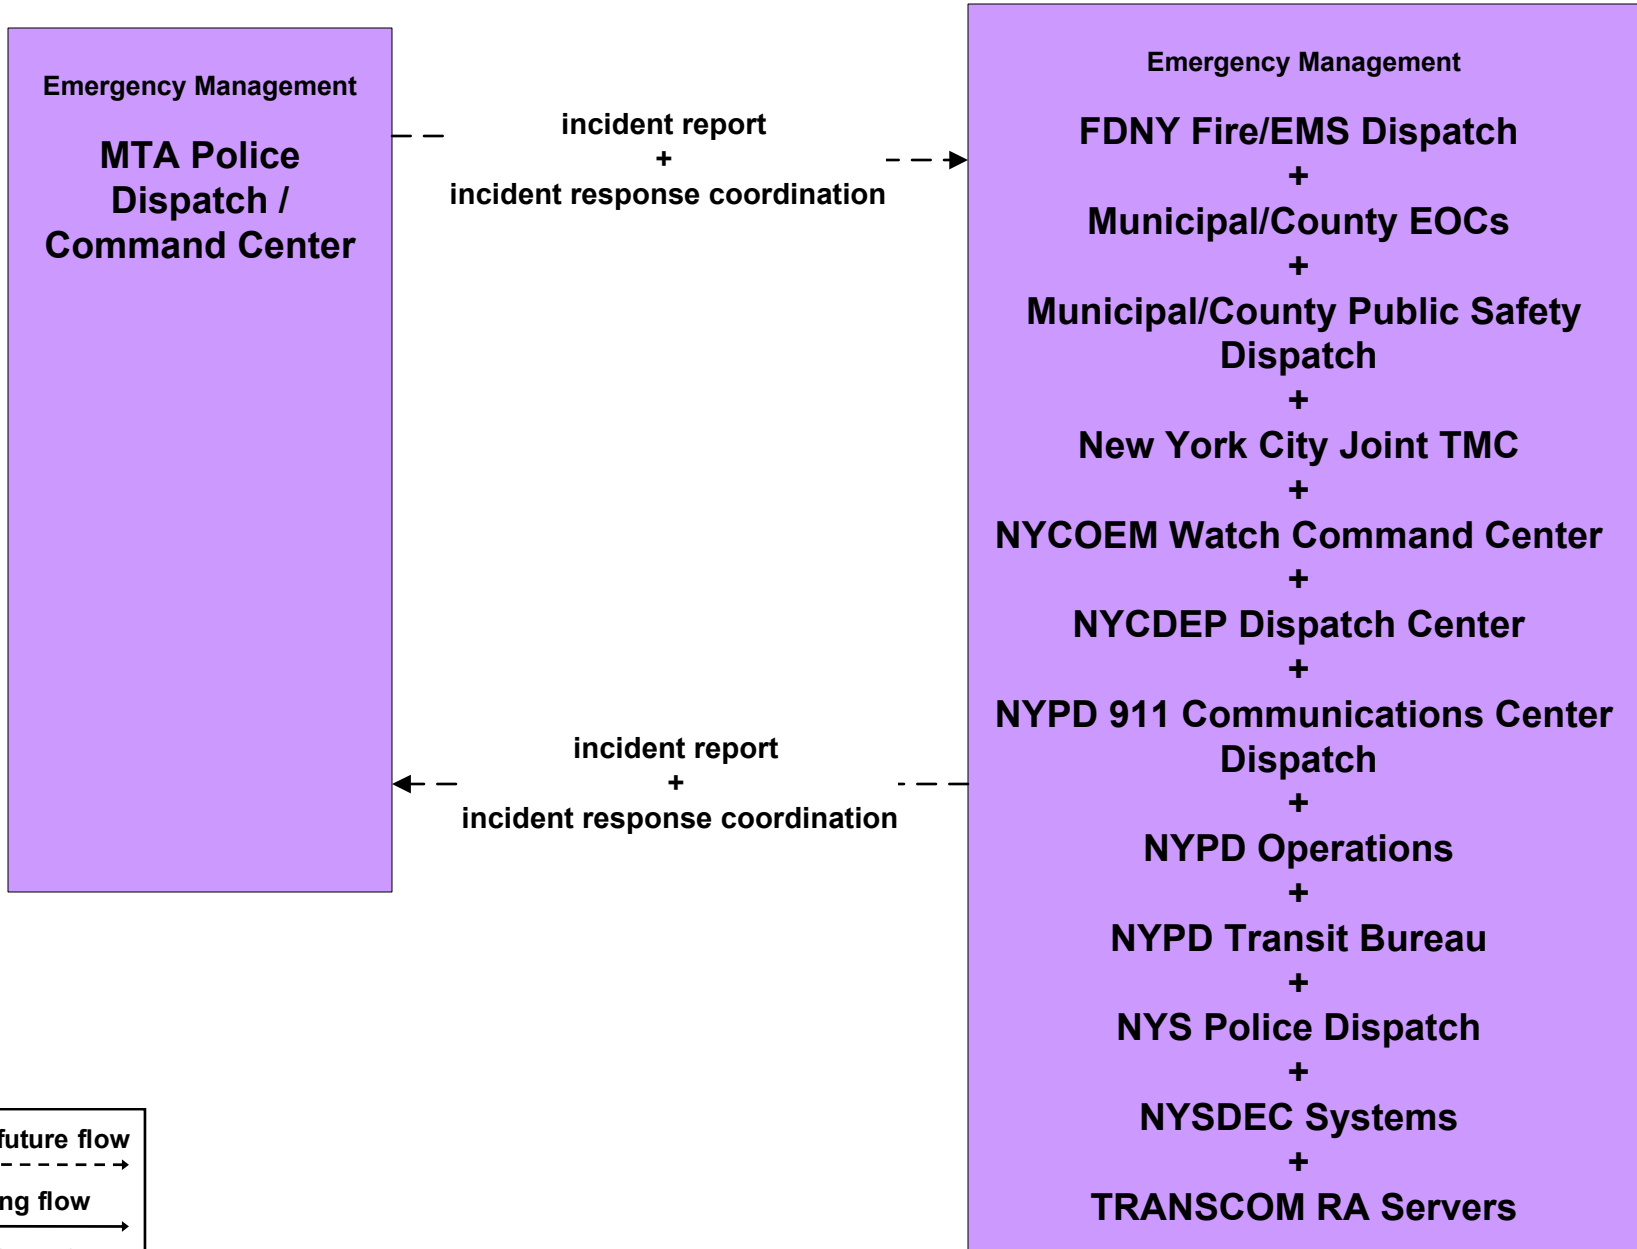 Emergency Management
MTA Police
Dispatch /
Command Center
incident report
+
incident response coordination
incident report
+
incident response coordination
Emergency Management
FDNY Fire/EMS Dispatch
+
Municipal/County EOCs
+
Municipal/County Public Safety
Dispatch
+
New York City Joint TMC
+
NYCOEM Watch Command Center
+
NYCDEP Dispatch Center
+
NYPD 911 Communications Center
Dispatch
+
NYPD Operations
+
NYPD Transit Bureau
+
NYS Police Dispatch
+
NYSDEC Systems
+
TRANSCOM RA Servers
future flow
flow